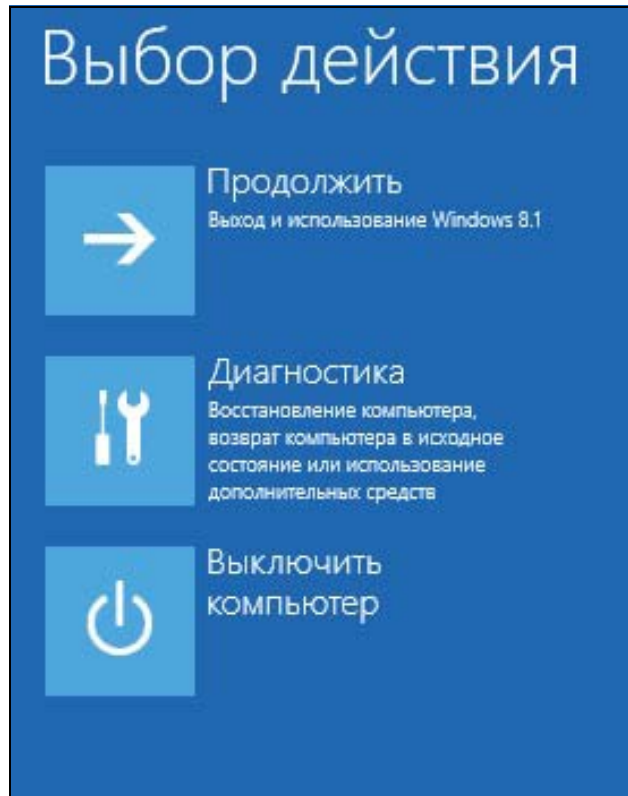 Выбор действия
Продолжить
Выход и использование Windows 8.1
Диагностика
Восстановление компьютера,
возврат компьютера в исходное
состояние или использование
дополнительных средств
Выключить
компьютер